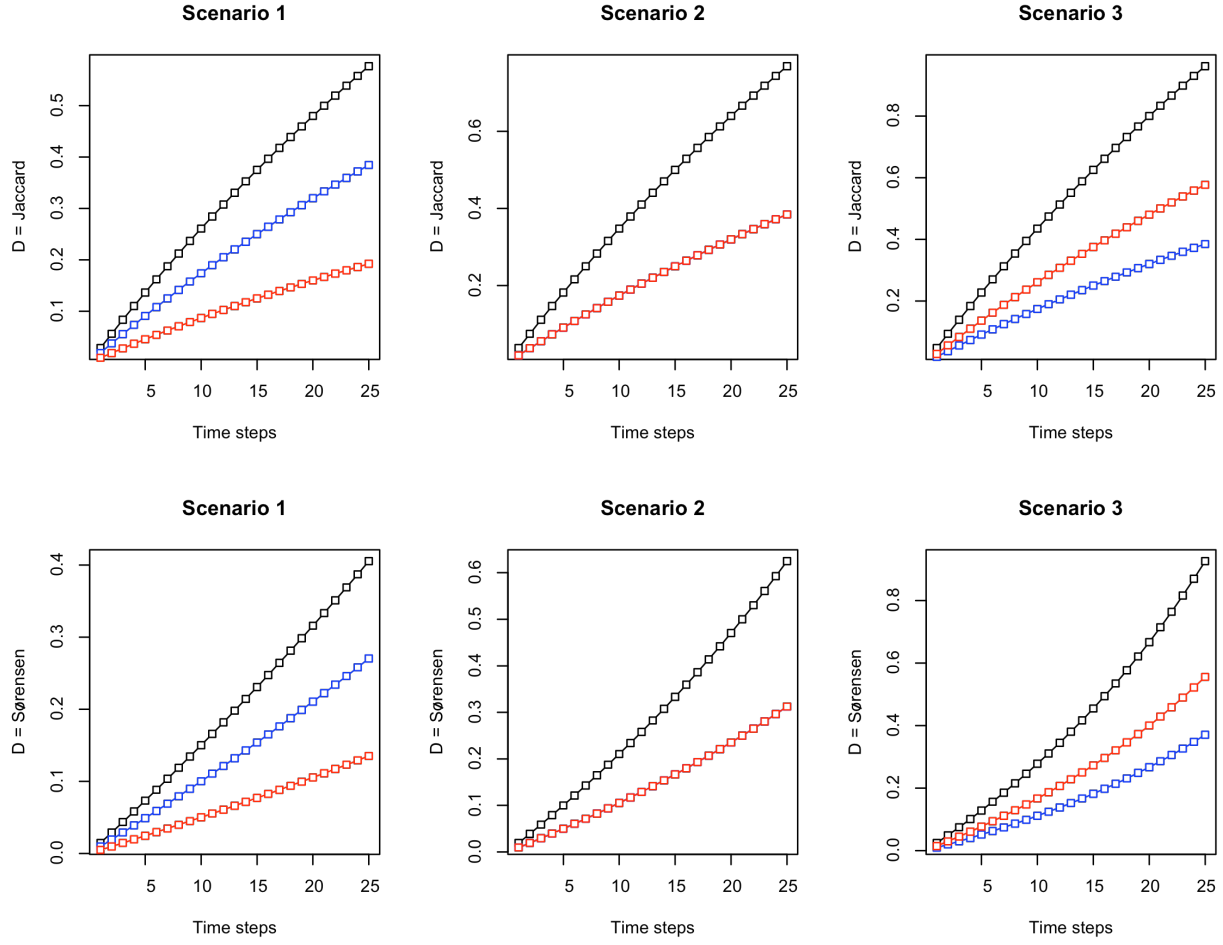 Scenario 1
Scenario 2
Scenario 3
D = Jaccard
0.1 0.2 0.3 0.4 0.5
5 10 15 20 25
Time steps
D = Jaccard
0.2 0.4 0.6
5 10 15 20 25
Time steps
D = Jaccard
0.2 0.4 0.6 0.8
5 10 15 20 25
Time steps
Scenario 1
Scenario 2
Scenario 3
D = Sørensen
0.0 0.1 0.2 0.3 0.4
5 10 15 20 25
Time steps
D = Sørensen
0.0 0.1 0.2 0.3 0.4 0.5 0.6
5 10 15 20 25
Time steps
D = Sørensen
0.0 0.2 0.4 0.6 0.8
5 10 15 20 25
Time steps